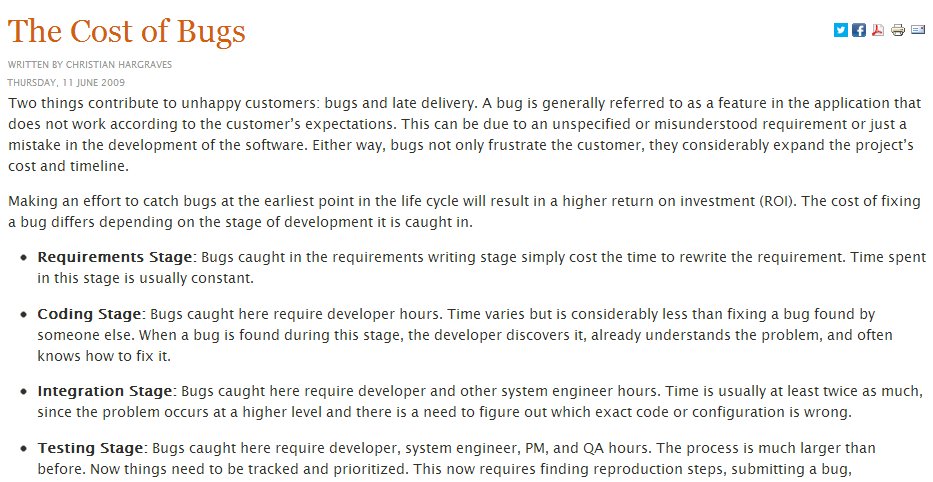 The Cost of Bugs
WRITTEN BY CHRISTIAN HARGRAVES
THURSDAY, 11 JUNE 2009
Two things contribute to unhappy customers: bugs and late delivery. A bug is generally referred to as a feature in the application that
does not work according to the customer’s expectations. This can be due to an unspecified or misunderstood requirement or just a
mistake in the development of the software. Either way, bugs not only frustrate the customer, they considerably expand the project’s
cost and timeline.
Making an effort to catch bugs at the earliest point in the life cycle will result in a higher return on investment (ROI). The cost of fixing
a bug differs depending on the stage of development it is caught in.
• Requirements Stage: Bugs caught in the requirements writing stage simply cost the time to rewrite the requirement. Time spent
in this stage is usually constant.
• Coding Stage: Bugs caught here require developer hours. Time varies but is considerably less than fixing a bug found by
someone else. When a bug is found during this stage, the developer discovers it, already understands the problem, and often
knows how to fix it.
• Integration Stage: Bugs caught here require developer and other system engineer hours. Time is usually at least twice as much,
since the problem occurs at a higher level and there is a need to figure out which exact code or configuration is wrong.
• Testing Stage: Bugs caught here require developer, system engineer, PM, and QA hours. The process is much larger than
before. Now things need to be tracked and prioritized. This now requires finding reproduction steps, submitting a bug,